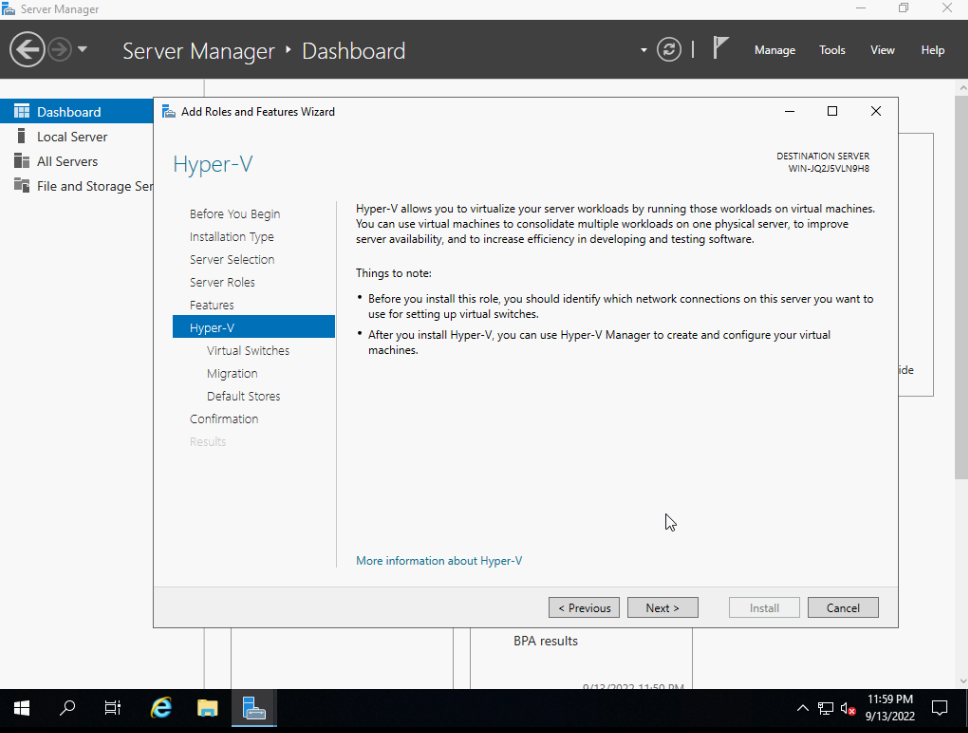 Server Manager
Server Manager • Dashboard
Manage Tools View Help
Dashboard
Local Server
All Servers
File and Storage Ser
Add Roles and Features Wizard
Hyper-V
DESTINATION SERVER
WIN-JQ2J5VLN9H8
Before You Begin
Installation Type
Server Selection
Server Roles
Features
Hyper-V
Virtual Switches
Migration
Default Stores
Confirmation
Results
Hyper-V allows you to virtualize your server workloads by running those workloads on virtual machines.
You can use virtual machines to consolidate multiple workloads on one physical server, to improve
server availability, and to increase efficiency in developing and testing software.
Things to note:
• Before you install this role, you should identify which network connections on this server you want to
use for setting up virtual switches.
• After you install Hyper-V, you can use Hyper-V Manager to create and configure your virtual
machines.
More information about Hyper-V
< Previous Next > Install Cancel
ide
BPA results
9/13/2022 11:50 PM
11:59 PM
9/13/2022